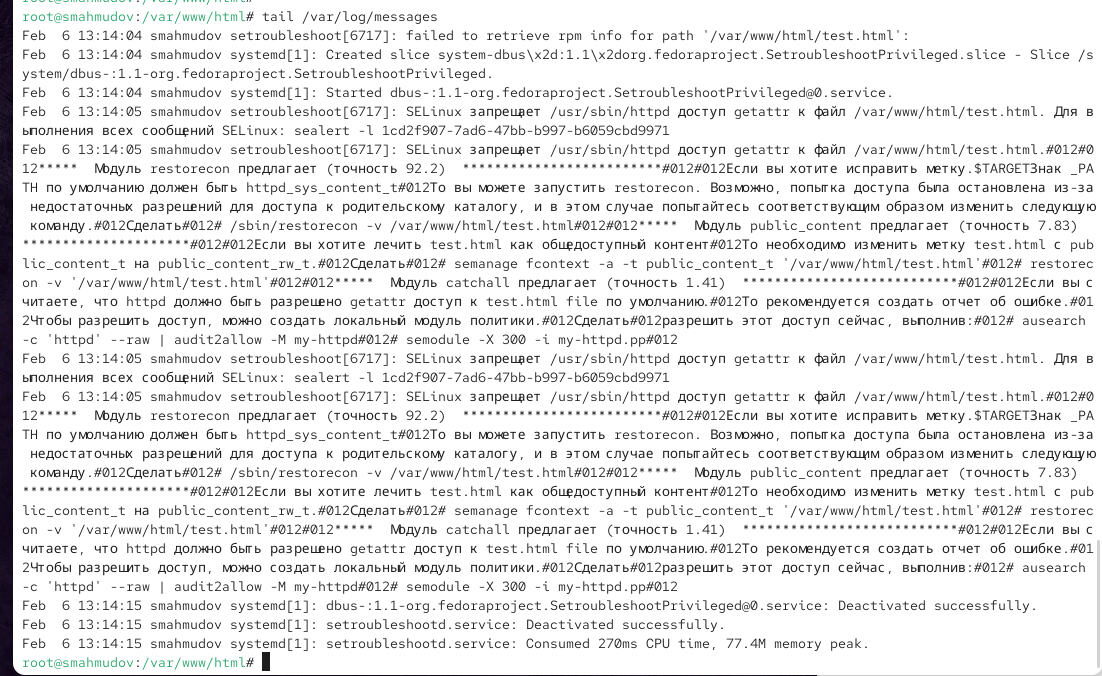 root@smahmudov:/var/www/html# tail /var/log/messages
Feb  6 13:14:04 smahmudov setroubleshoot[6717]: failed to retrieve rpm info for path '/var/www/html/test.html':
Feb  6 13:14:04 smahmudov systemd[1]: Created slice system-dbus\x2d:1.1\x2dorg.fedoraproject.SetroubleshootPrivileged.slice - Slice /s
ystem/dbus-:1.1-org.fedoraproject.SetroubleshootPrivileged.
Feb  6 13:14:04 smahmudov systemd[1]: Started dbus-:1.1-org.fedoraproject.SetroubleshootPrivileged@0.service.
Feb  6 13:14:05 smahmudov setroubleshoot[6717]: SELinux запрещает /usr/sbin/httpd доступ getattr к файл /var/www/html/test.html. Для в
ыполнения всех сообщений SELinux: sealert -l 1cd2f907-7ad6-47bb-b997-b6059cbd9971
Feb  6 13:14:05 smahmudov setroubleshoot[6717]: SELinux запрещает /usr/sbin/httpd доступ getattr к файл /var/www/html/test.html.#012#0
12*****  Модуль restorecon предлагает (точность 92.2)  ************************#012#012Если вы хотите исправить метку.$TARGETЗнак _PA
TH по умолчанию должен быть httpd_sys_content_t#012То вы можете запустить restorecon. Возможно, попытка доступа была остановлена из-за
недостаточных разрешений для доступа к родительскому каталогу, и в этом случае попытайтесь соответствующим образом изменить следующую
команду.#012Сделать#012# /sbin/restorecon -v /var/www/html/test.html#012#012*****  Модуль public_content предлагает (точность 7.83)
*********************#012#012Если вы хотите лечить test.html как общедоступный контент#012То необходимо изменить метку test.html с pub
lic_content_t на public_content_rw_t.#012Сделать#012# semanage fcontext -a -t public_content_t '/var/www/html/test.html'#012# restorec
on -v '/var/www/html/test.html'#012#012*****  Модуль catchall предлагает (точность 1.41)  **************************#012#012Если вы с
читаете, что httpd должно быть разрешено getattr доступ к test.html file по умолчанию.#012То рекомендуется создать отчет об ошибке.#01
2Чтобы разрешить доступ, можно создать локальный модуль политики.#012Сделать#012разрешить этот доступ сейчас, выполнив:#012# ausearch
-c 'httpd' --raw | audit2allow -M my-httpd#012# semodule -X 300 -i my-httpd.pp#012
Feb  6 13:14:05 smahmudov setroubleshoot[6717]: SELinux запрещает /usr/sbin/httpd доступ getattr к файл /var/www/html/test.html. Для в
ыполнения всех сообщений SELinux: sealert -l 1cd2f907-7ad6-47bb-b997-b6059cbd9971
Feb  6 13:14:05 smahmudov setroubleshoot[6717]: SELinux запрещает /usr/sbin/httpd доступ getattr к файл /var/www/html/test.html.#012#0
12*****  Модуль restorecon предлагает (точность 92.2)  ************************#012#012Если вы хотите исправить метку.$TARGETЗнак _PA
TH по умолчанию должен быть httpd_sys_content_t#012То вы можете запустить restorecon. Возможно, попытка доступа была остановлена из-за
недостаточных разрешений для доступа к родительскому каталогу, и в этом случае попытайтесь соответствующим образом изменить следующую
команду.#012Сделать#012# /sbin/restorecon -v /var/www/html/test.html#012#012*****  Модуль public_content предлагает (точность 7.83)
*********************#012#012Если вы хотите лечить test.html как общедоступный контент#012То необходимо изменить метку test.html с pub
lic_content_t на public_content_rw_t.#012Сделать#012# semanage fcontext -a -t public_content_t '/var/www/html/test.html'#012# restorec
on -v '/var/www/html/test.html'#012#012*****  Модуль catchall предлагает (точность 1.41)  **************************#012#012Если вы с
читаете, что httpd должно быть разрешено getattr доступ к test.html file по умолчанию.#012То рекомендуется создать отчет об ошибке.#01
2Чтобы разрешить доступ, можно создать локальный модуль политики.#012Сделать#012разрешить этот доступ сейчас, выполнив:#012# ausearch
-c 'httpd' --raw | audit2allow -M my-httpd#012# semodule -X 300 -i my-httpd.pp#012
Feb  6 13:14:15 smahmudov systemd[1]: dbus-:1.1-org.fedoraproject.SetroubleshootPrivileged@0.service: Deactivated successfully.
Feb  6 13:14:15 smahmudov systemd[1]: setroubleshootd.service: Deactivated successfully.
Feb  6 13:14:15 smahmudov systemd[1]: setroubleshootd.service: Consumed 270ms CPU time, 77.4M memory peak.
root@smahmudov:/var/www/html#